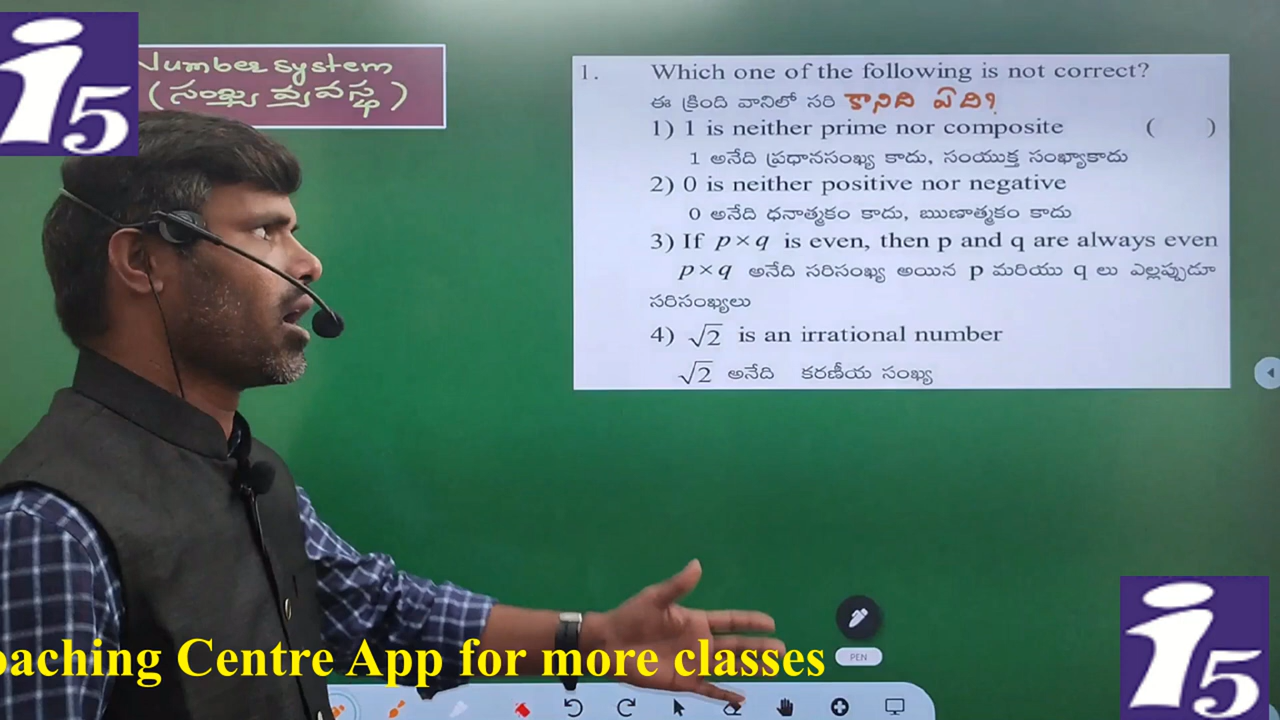 i5
Number system
(సంఖ్యా వ్యవస్థ)
1. Which one of the following is not correct?
ఈ క్రింది వానిలో సరి కానిది ఏది?
1) 1 is neither prime nor composite ( )
1 అనేది ప్రధానసంఖ్య కాదు, సంయుక్త సంఖ్యాకాదు
2) 0 is neither positive nor negative
0 అనేది ధనాత్మకం కాదు, ఋణాత్మకం కాదు
3) If p×q is even, then p and q are always even
p×q అనేది సరిసంఖ్య అయిన p మరియు q లు ఎల్లప్పుడూ
సరిసంఖ్యలు
4) √2 is an irrational number
√2 అనేది కరణీయ సంఖ్య
PEN
oaching Centre App for more classes
i5